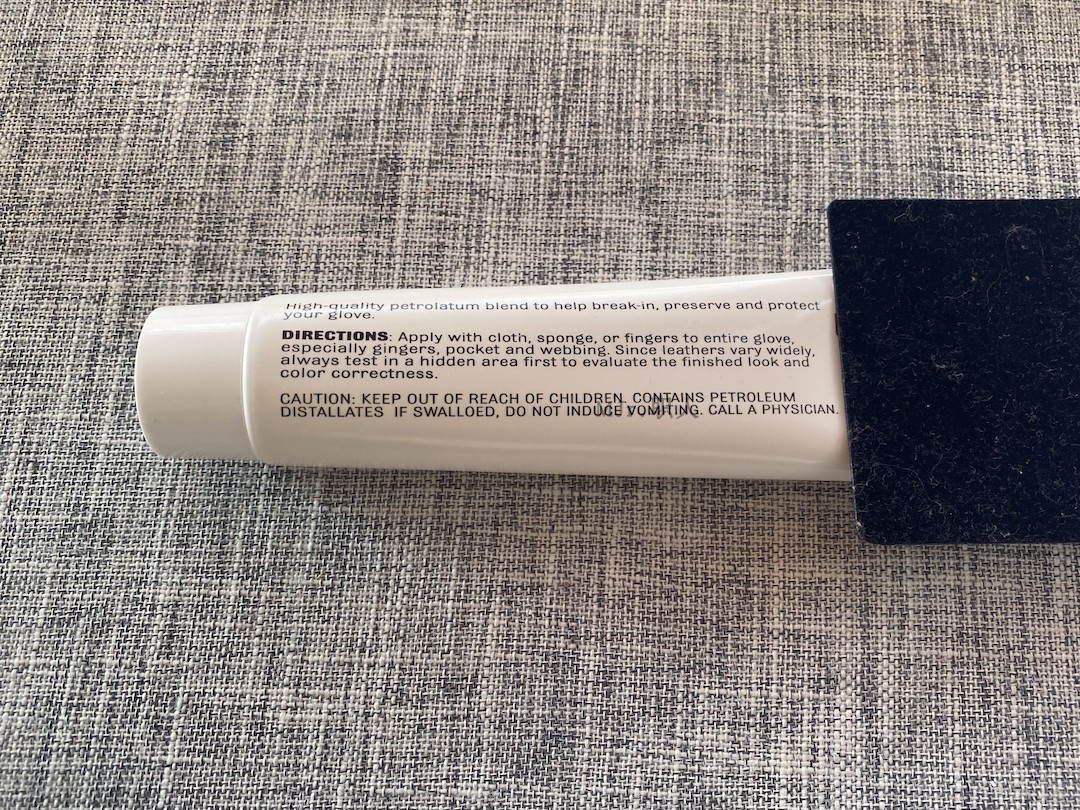 High-quality petrolatum blend to help break-in, preserve and protect
your glove.
DIRECTIONS: Apply with cloth, sponge, or fingers to entire glove,
especially gingers, pocket and webbing. Since leathers vary widely,
always test in a hidden area first to evaluate the finished look and
color correctness.
CAUTION: KEEP OUT OF REACH OF CHILDREN. CONTAINS PETROLEUM
DISTALLATES IF SWALLOED, DO NOT INDUCE VOMITING. CALL A PHYSICIAN.